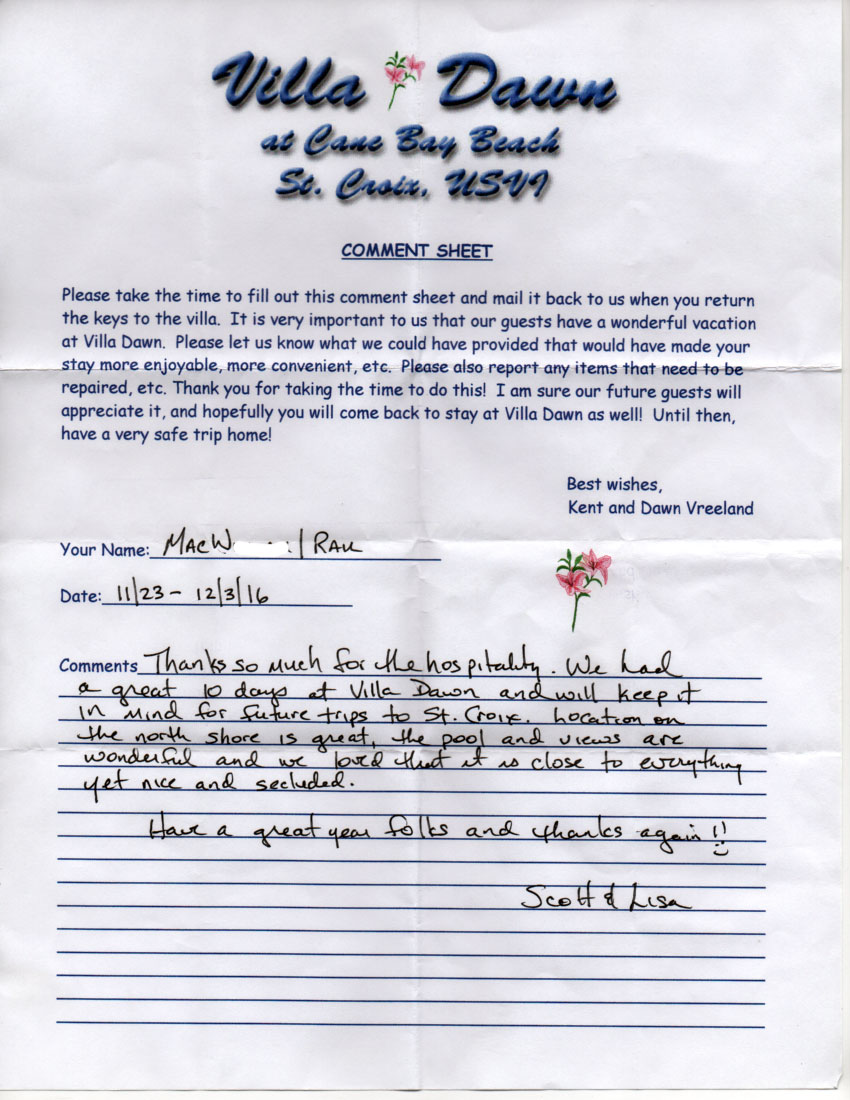 Villa Dawn
at Cane Bay Beach
St. Croix, USVI
COMMENT SHEET
Please take the time to fill out this comment sheet and mail it back to us when you return
the keys to the villa. It is very important to us that our guests have a wonderful vacation
at Villa Dawn. Please let us know what we could have provided that would have made your
stay more enjoyable, more convenient, etc. Please also report any items that need to be
repaired, etc. Thank you for taking the time to do this! I am sure our future guests will
appreciate it, and hopefully you will come back to stay at Villa Dawn as well! Until then,
have a very safe trip home!
Best wishes,
Kent and Dawn Vreeland
Your Name: MacW / Rau
Date: 11/23 - 12/3/16
Comments Thanks so much for the hospitality. We had
a great 10 days at Villa Dawn and will keep it
in mind for future trips to St. Croix. Location on
the north shore is great, the pool and views are
wonderful and we loved that it is close to everything
yet nice and secluded.
Have a great year folks and thanks again!!
Scott & Lisa